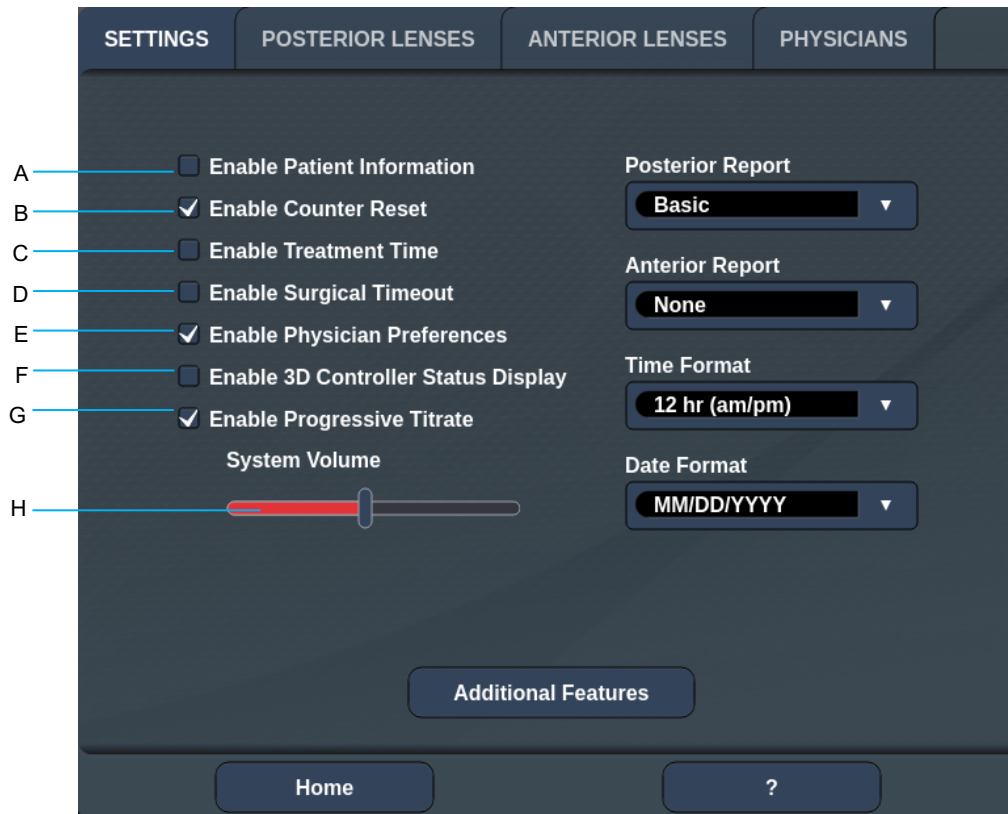 SETTINGS POSTERIOR LENSES ANTERIOR LENSES PHYSICIANS
A Enable Patient Information
B Enable Counter Reset
C Enable Treatment Time
D Enable Surgical Timeout
E Enable Physician Preferences
F Enable 3D Controller Status Display
G Enable Progressive Titrate
System Volume
H
Posterior Report
Basic
Anterior Report
None
Time Format
12 hr (am/pm)
Date Format
MM/DD/YYYY
Additional Features
Home ?